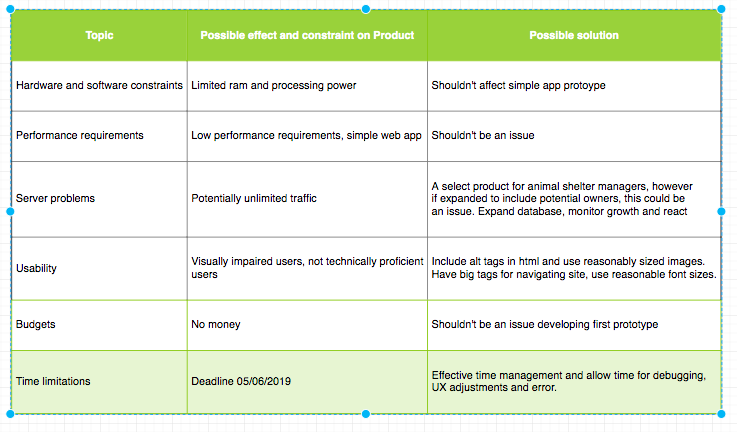 Topic
Possible effect and constraint on Product
Possible solution
Hardware and software constraints
Limited ram and processing power
Shouldn't affect simple app protoype
Performance requirements
Low performance requirements, simple web app
Shouldn't be an issue
Server problems
Potentially unlimited traffic
A select product for animal shelter managers, however
if expanded to include potential owners, this could be
an issue. Expand database, monitor growth and react
Usability
Visually impaired users, not technically proficient
users
Include alt tags in html and use reasonably sized images.
Have big tags for navigating site, use reasonable font sizes.
Budgets
No money
Shouldn't be an issue developing first prototype
Time limitations
Deadline 05/06/2019
Effective time management and allow time for debugging,
UX adjustments and error.